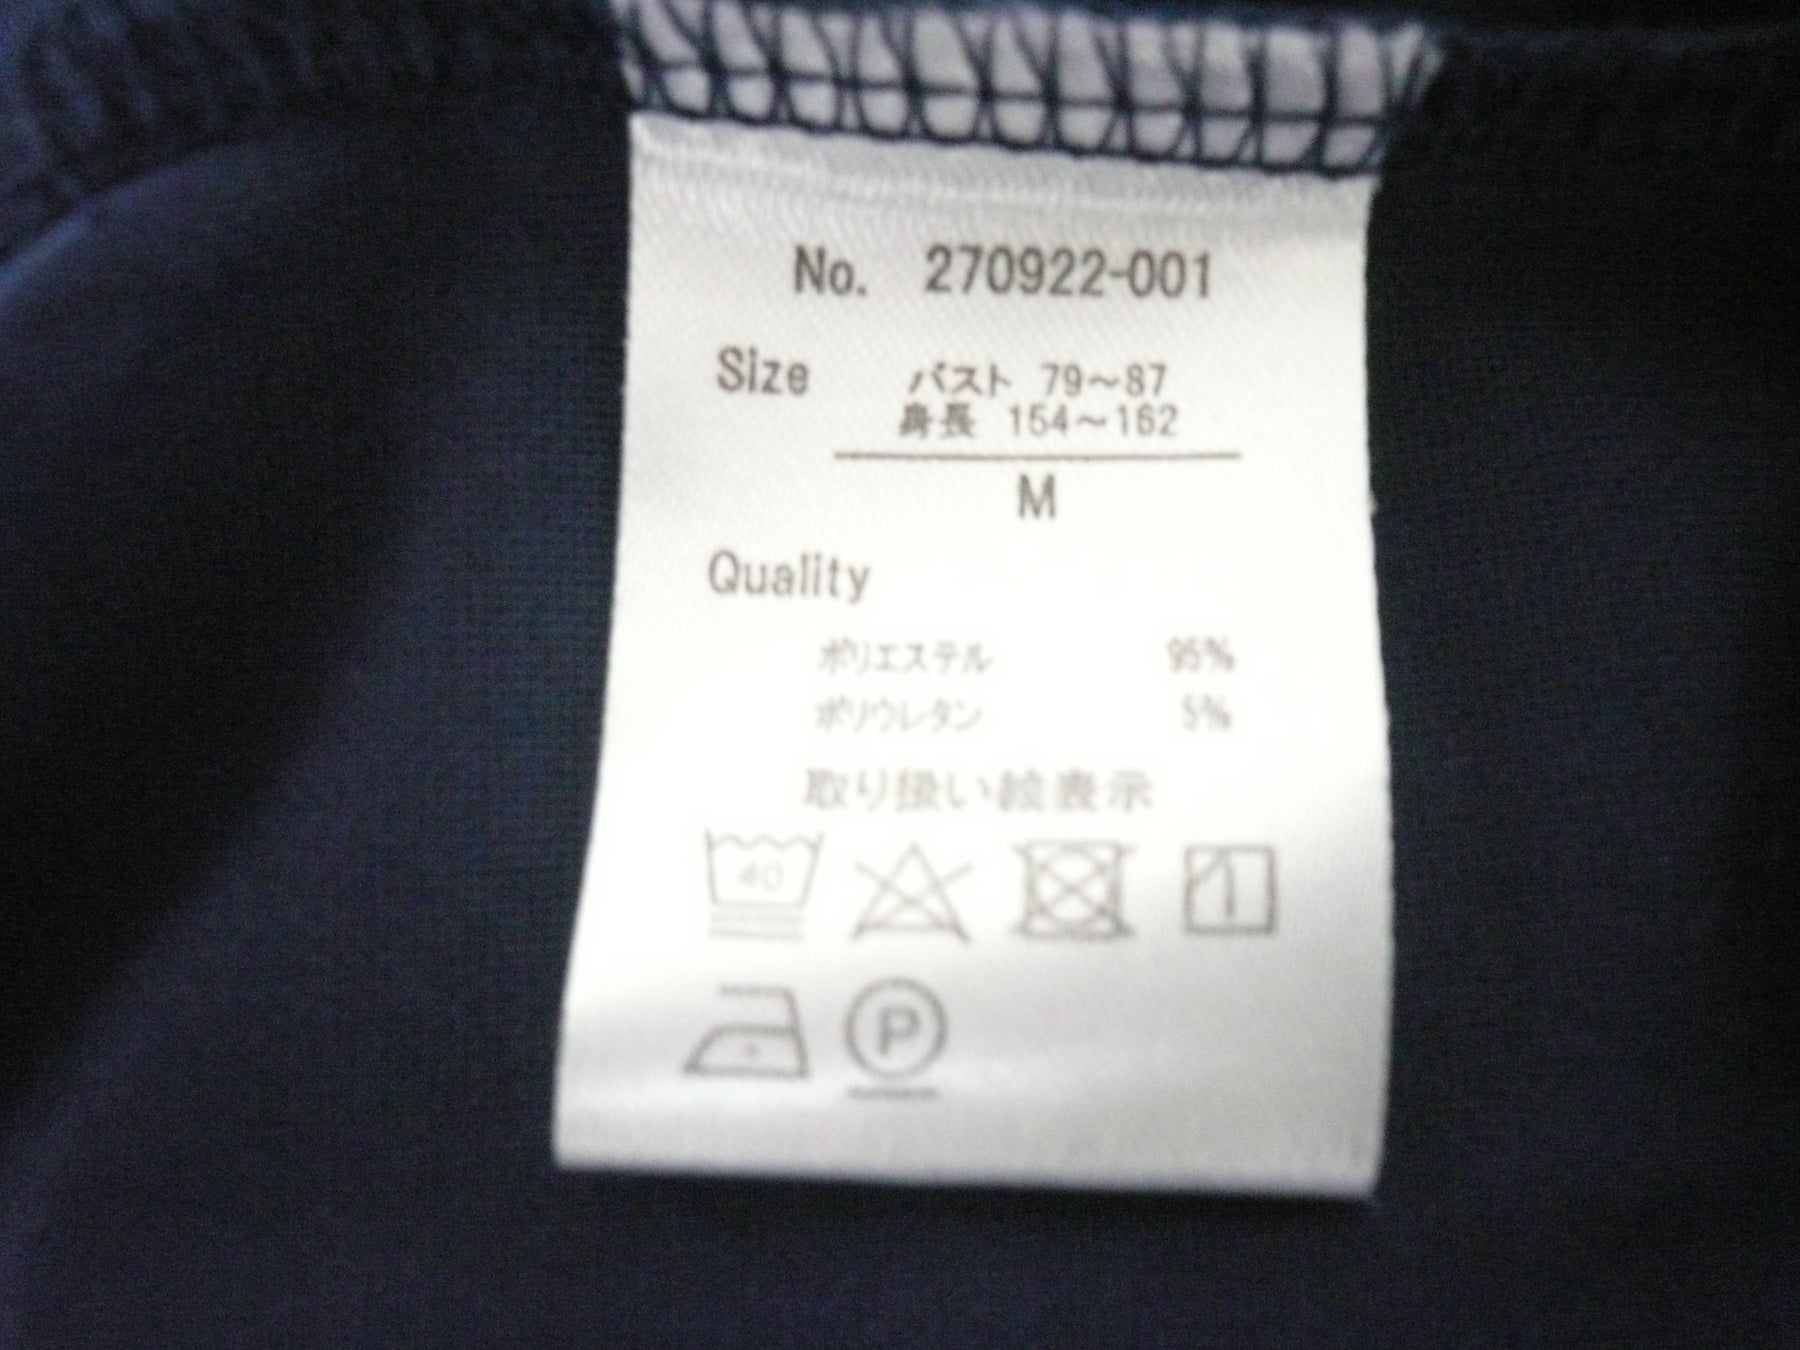 No. 270922-001
Size バスト 79～87
身長 154～162
M
Quality
ポリエステル 95%
ポリウレタン 5%
取り扱い絵表示
40
P